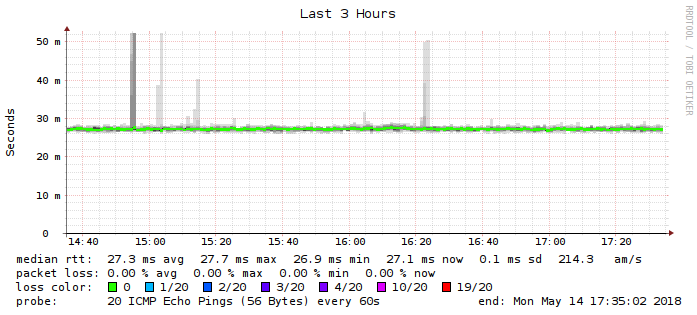 Last 3 Hours
RRDTOOL / TOBI OETIKER
Seconds
50 m
40 m
30 m
20 m
10 m
0
14:40 15:00 15:20 15:40 16:00 16:20 16:40 17:00 17:20
median rtt: 27.3 ms avg 27.7 ms max 26.9 ms min 27.1 ms now 0.1 ms sd 214.3 am/s
packet loss: 0.00 % avg 0.00 % max 0.00 % min 0.00 % now
loss color: 0 1/20 2/20 3/20 4/20 10/20 19/20
probe: 20 ICMP Echo Pings (56 Bytes) every 60s end: Mon May 14 17:35:02 2018